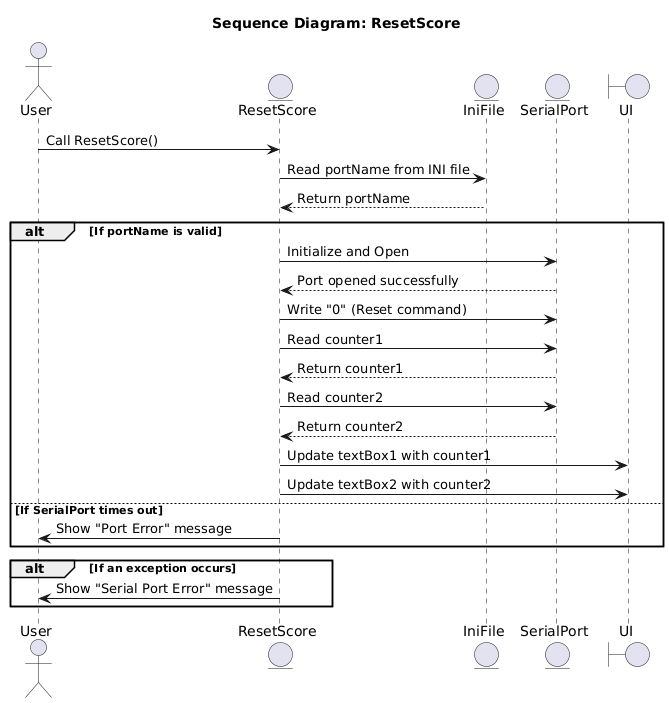 Sequence Diagram: ResetScore
User
ResetScore
IniFile
SerialPort
UI
Call ResetScore()
Read portName from INI file
Return portName
alt
[If portName is valid]
Initialize and Open
Port opened successfully
Write "0" (Reset command)
Read counter1
Return counter1
Read counter2
Return counter2
Update textBox1 with counter1
Update textBox2 with counter2
[If SerialPort times out]
Show "Port Error" message
alt
[If an exception occurs]
Show "Serial Port Error" message
User
ResetScore
IniFile
SerialPort
UI